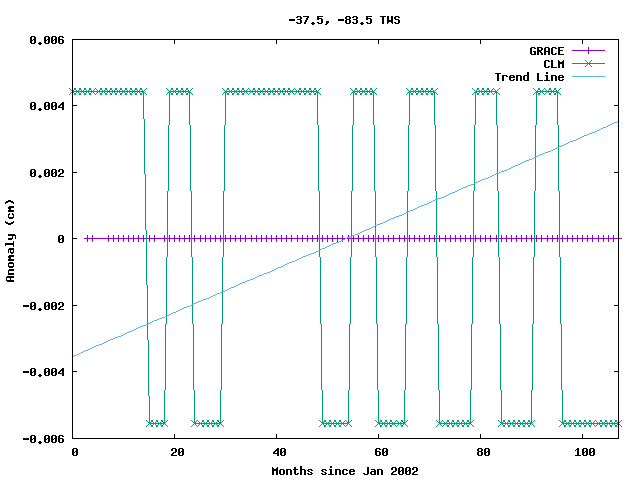 -37.5, -83.5 TWS
GRACE
CLM
Trend Line
0.006
0.004
0.002
0
-0.002
-0.004
-0.006
Anomaly (cm)
0 20 40 60 80 100
Months since Jan 2002